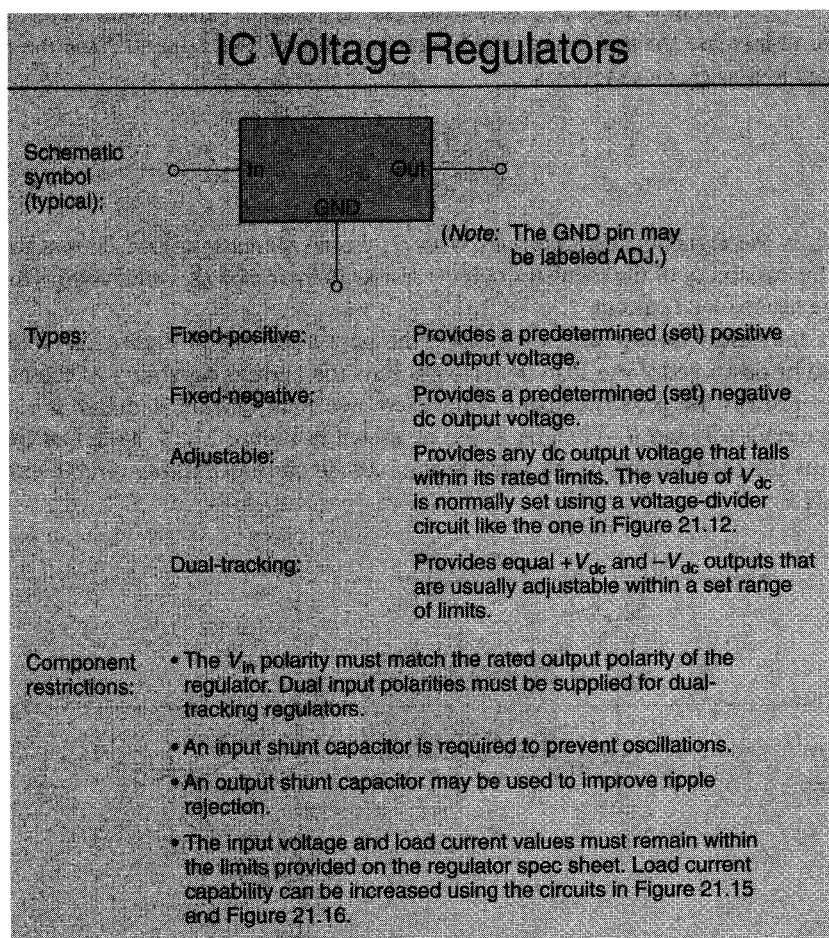 IC Voltage Regulators
Schematic
symbol
(typical):
In
Out
GND
(Note: The GND pin may
be labeled ADJ.)
Types:
Fixed-positive:
Provides a predetermined (set) positive
dc output voltage.
Fixed-negative:
Provides a predetermined (set) negative
dc output voltage.
Adjustable:
Provides any dc output voltage that falls
within its rated limits. The value of Vdc
is normally set using a voltage-divider
circuit like the one in Figure 21.12.
Dual-tracking:
Provides equal +Vdc and −Vdc outputs that
are usually adjustable within a set range
of limits.
Component
restrictions:
• The Vin polarity must match the rated output polarity of the
regulator. Dual input polarities must be supplied for dual-
tracking regulators.
• An input shunt capacitor is required to prevent oscillations.
• An output shunt capacitor may be used to improve ripple
rejection.
• The input voltage and load current values must remain within
the limits provided on the regulator spec sheet. Load current
capability can be increased using the circuits in Figure 21.15
and Figure 21.16.